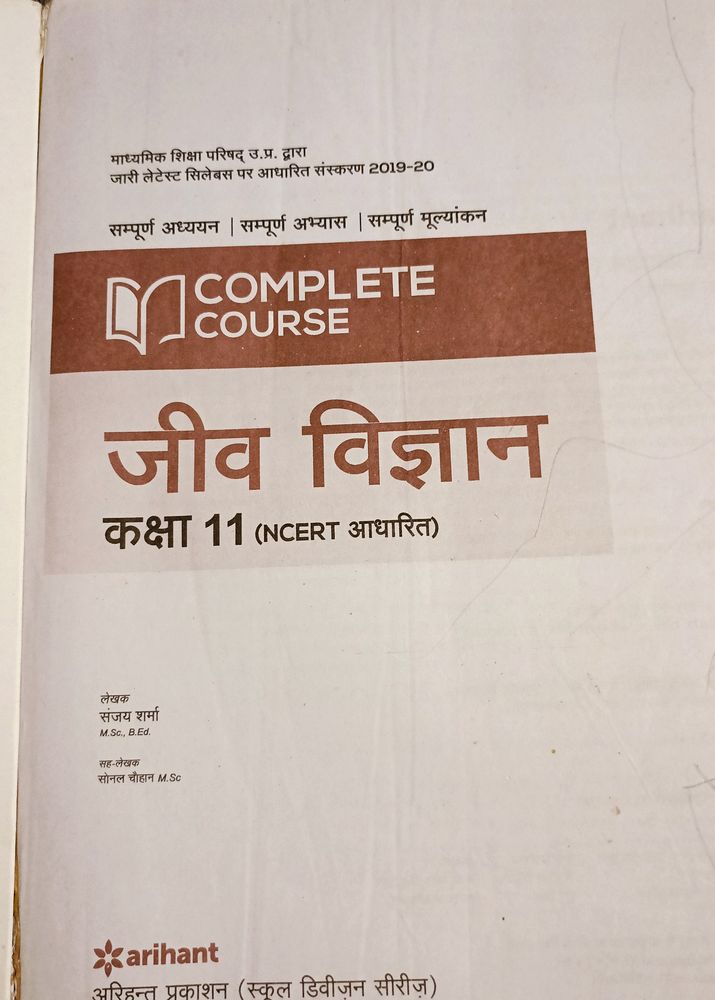 माध्यमिक शिक्षा परिषद् उ.प्र. द्वारा
जारी लेटेस्ट सिलेबस पर आधारित संस्करण 2019-20
सम्पूर्ण अध्ययन | सम्पूर्ण अभ्यास | सम्पूर्ण मूल्यांकन
COMPLETE
COURSE
जीव विज्ञान
कक्षा 11 (NCERT आधारित)
लेखक
संजय शर्मा
M.Sc., B.Ed.
सह-लेखक
सोनल चौहान M.Sc
arihant
अरिहन्त प्रकाशन (स्कूल डिवीज़न सीरीज़)